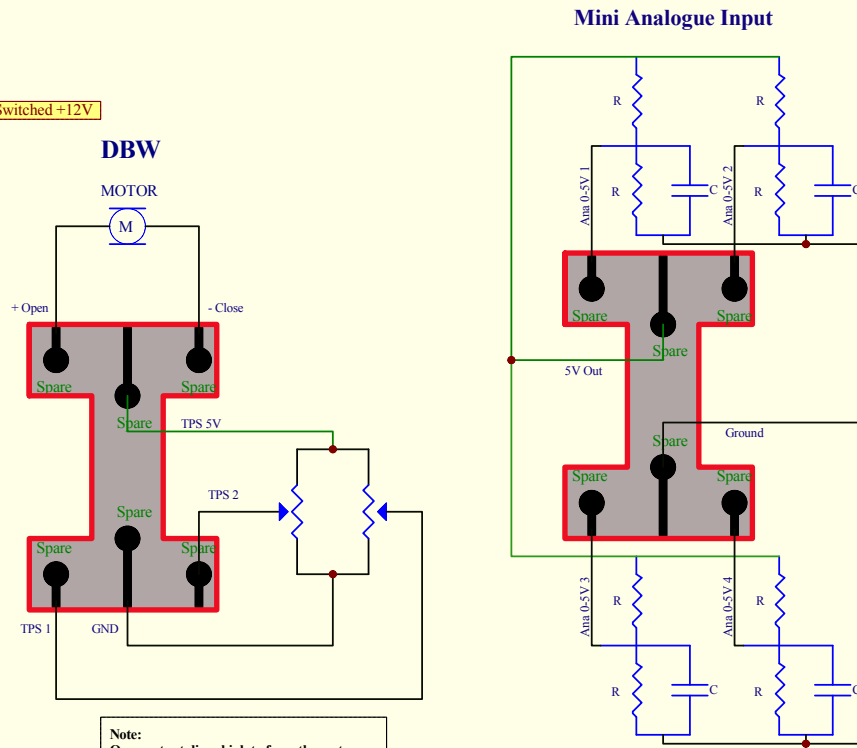 Mini Analogue Input
Switched +12V
DBW
MOTOR
M
+ Open
- Close
Spare
Spare
Spare
TPS 5V
TPS 2
Spare
Spare
Spare
TPS 1
GND
Note:
R
R
Ana 0-5V 1
R
C
Ana 0-5V 2
R
C
Spare
Spare
Spare
5V Out
Ground
Spare
Spare
Spare
Ana 0-5V 3
R
Ana 0-5V 4
R
R
C
R
C